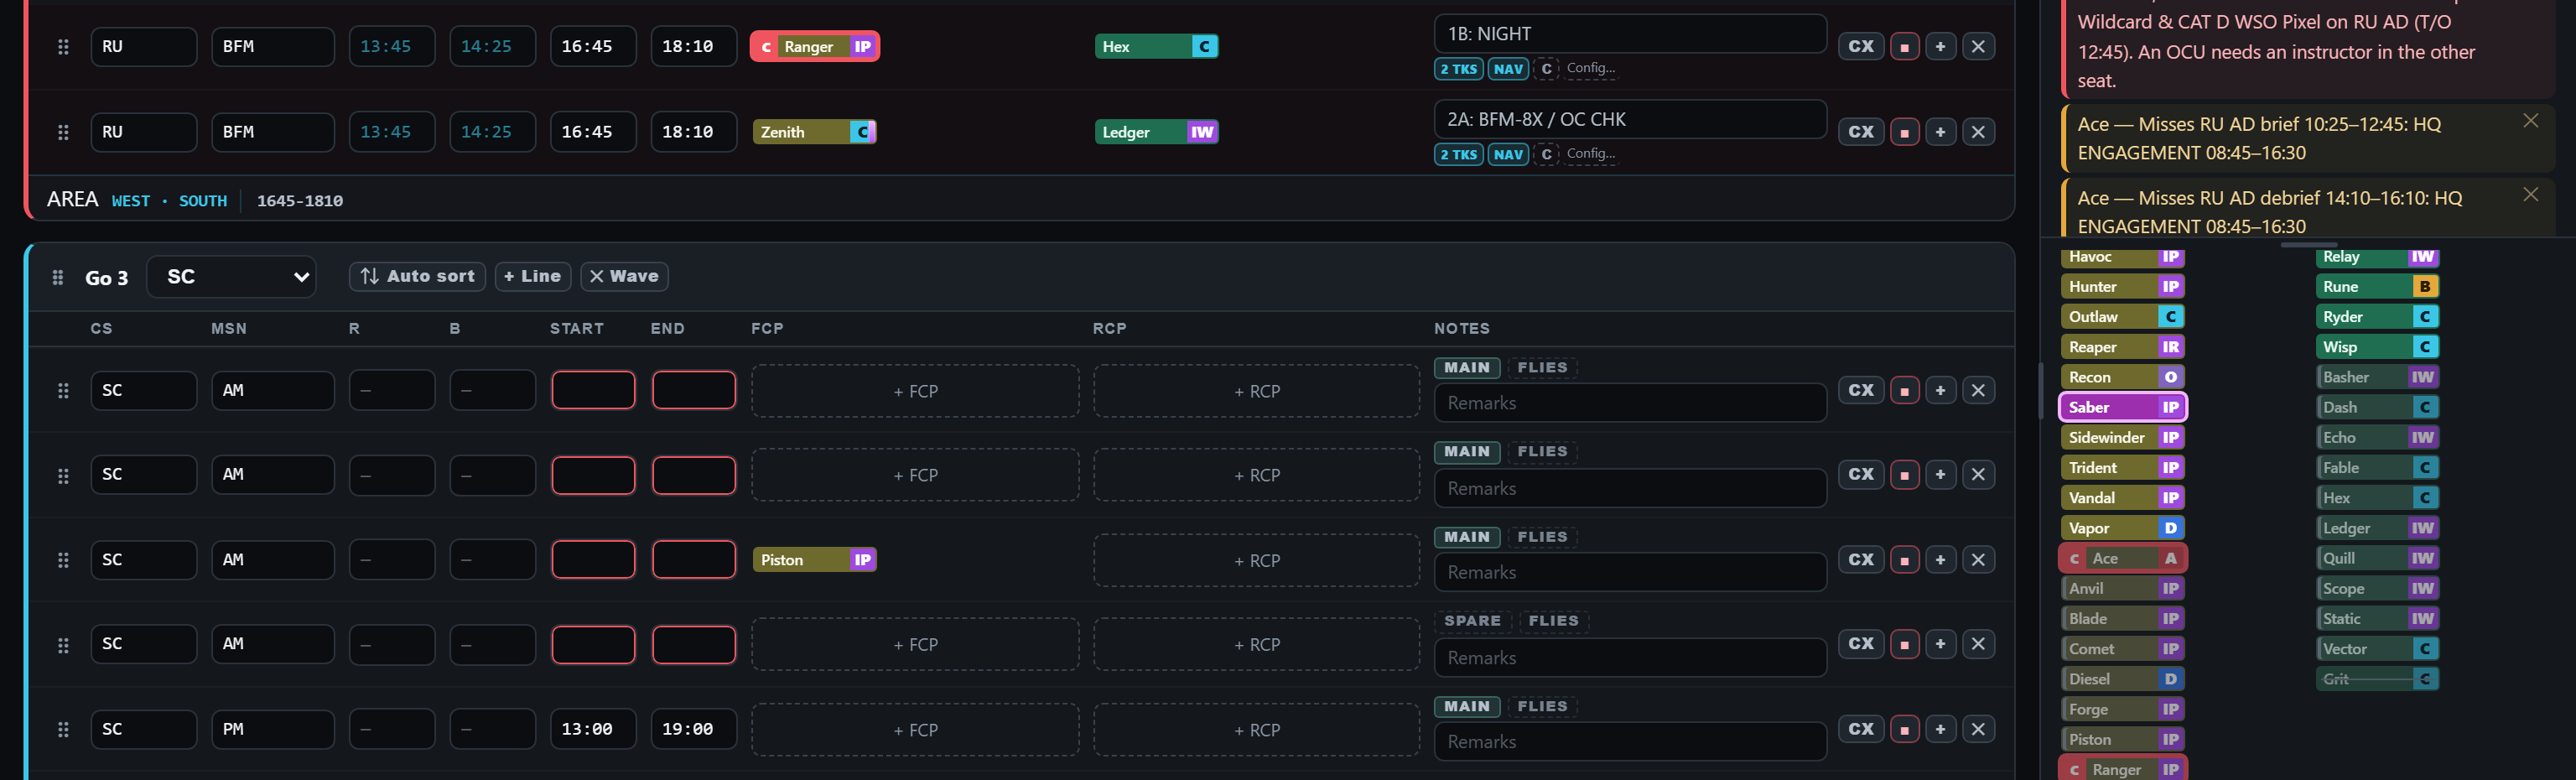 RU BFM 13:45 14:25 16:45 18:10 C Ranger IP Hex C 1B: NIGHT CX ■ + ✕
2 TKS NAV C Config...
RU BFM 13:45 14:25 16:45 18:10 Zenith C Ledger IW 2A: BFM-8X / OC CHK CX ■ + ✕
2 TKS NAV C Config...
AREA WEST · SOUTH 1645-1810
Go 3 SC Auto sort + Line ✕ Wave
CS MSN R B START END FCP RCP NOTES
MAIN FLIES
SC AM – – + FCP + RCP Remarks CX ■ + ✕
MAIN FLIES
SC AM – – + FCP + RCP Remarks CX ■ + ✕
MAIN FLIES
SC AM – – Piston IP + RCP Remarks CX ■ + ✕
SPARE FLIES
SC AM – – + FCP + RCP Remarks CX ■ + ✕
MAIN FLIES
SC PM – – 13:00 19:00 + FCP + RCP Remarks CX ■ + ✕
Wildcard & CAT D WSO Pixel on RU AD (T/O
12:45). An OCU needs an instructor in the other
seat.
Ace — Misses RU AD brief 10:25–12:45: HQ
ENGAGEMENT 08:45–16:30
Ace — Misses RU AD debrief 14:10–16:10: HQ
ENGAGEMENT 08:45–16:30
Havoc IP
Hunter IP
Outlaw C
Reaper IR
Recon O
Saber IP
Sidewinder IP
Trident IP
Vandal IP
Vapor D
C Ace A
Anvil IP
Blade IP
Comet IP
Diesel D
Forge IP
Piston IP
C Ranger IP
Relay IW
Rune B
Ryder C
Wisp C
Basher IW
Dash C
Echo IW
Fable C
Hex C
Ledger IW
Quill IW
Scope IW
Static IW
Vector C
Grit C